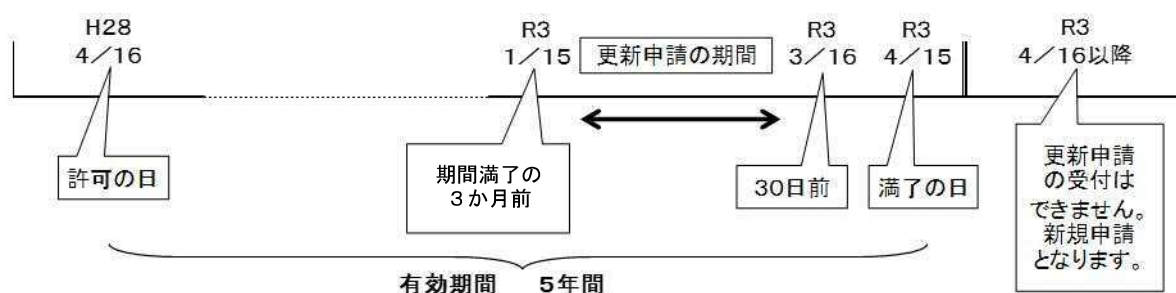 H28
4／16
R3
1／15
更新申請の期間
R3
3／16
R3
4／15
R3
4／16以降
許可の日
期間満了の
３か月前
30日前
満了の日
更新申請
の受付は
できません。
新規申請
となります。
有効期間　5年間